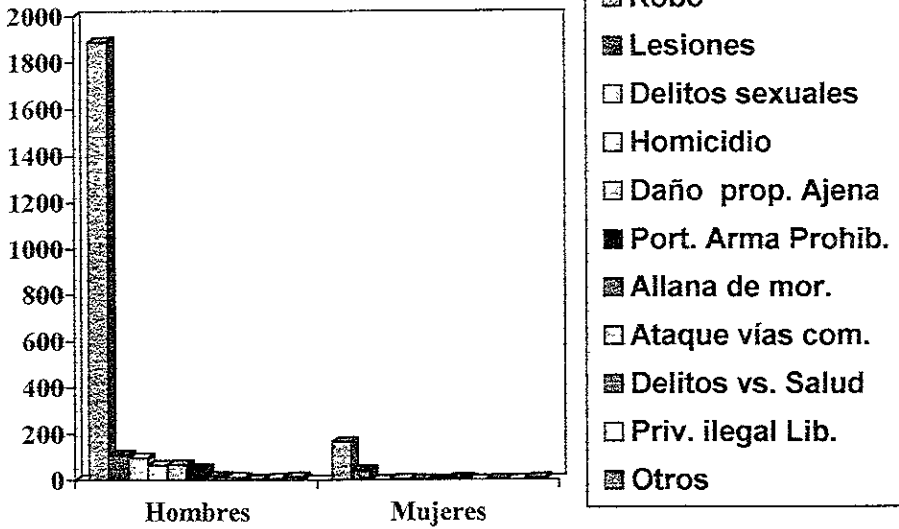 2000
1800
1600
1400
1200
1000
800
600
400
200
0
Hombres
Mujeres
Robo
Lesiones
Delitos sexuales
Homicidio
Daño prop. Ajena
Port. Arma Prohib.
Allana de mor.
Ataque vías com.
Delitos vs. Salud
Priv. ilegal Lib.
Otros